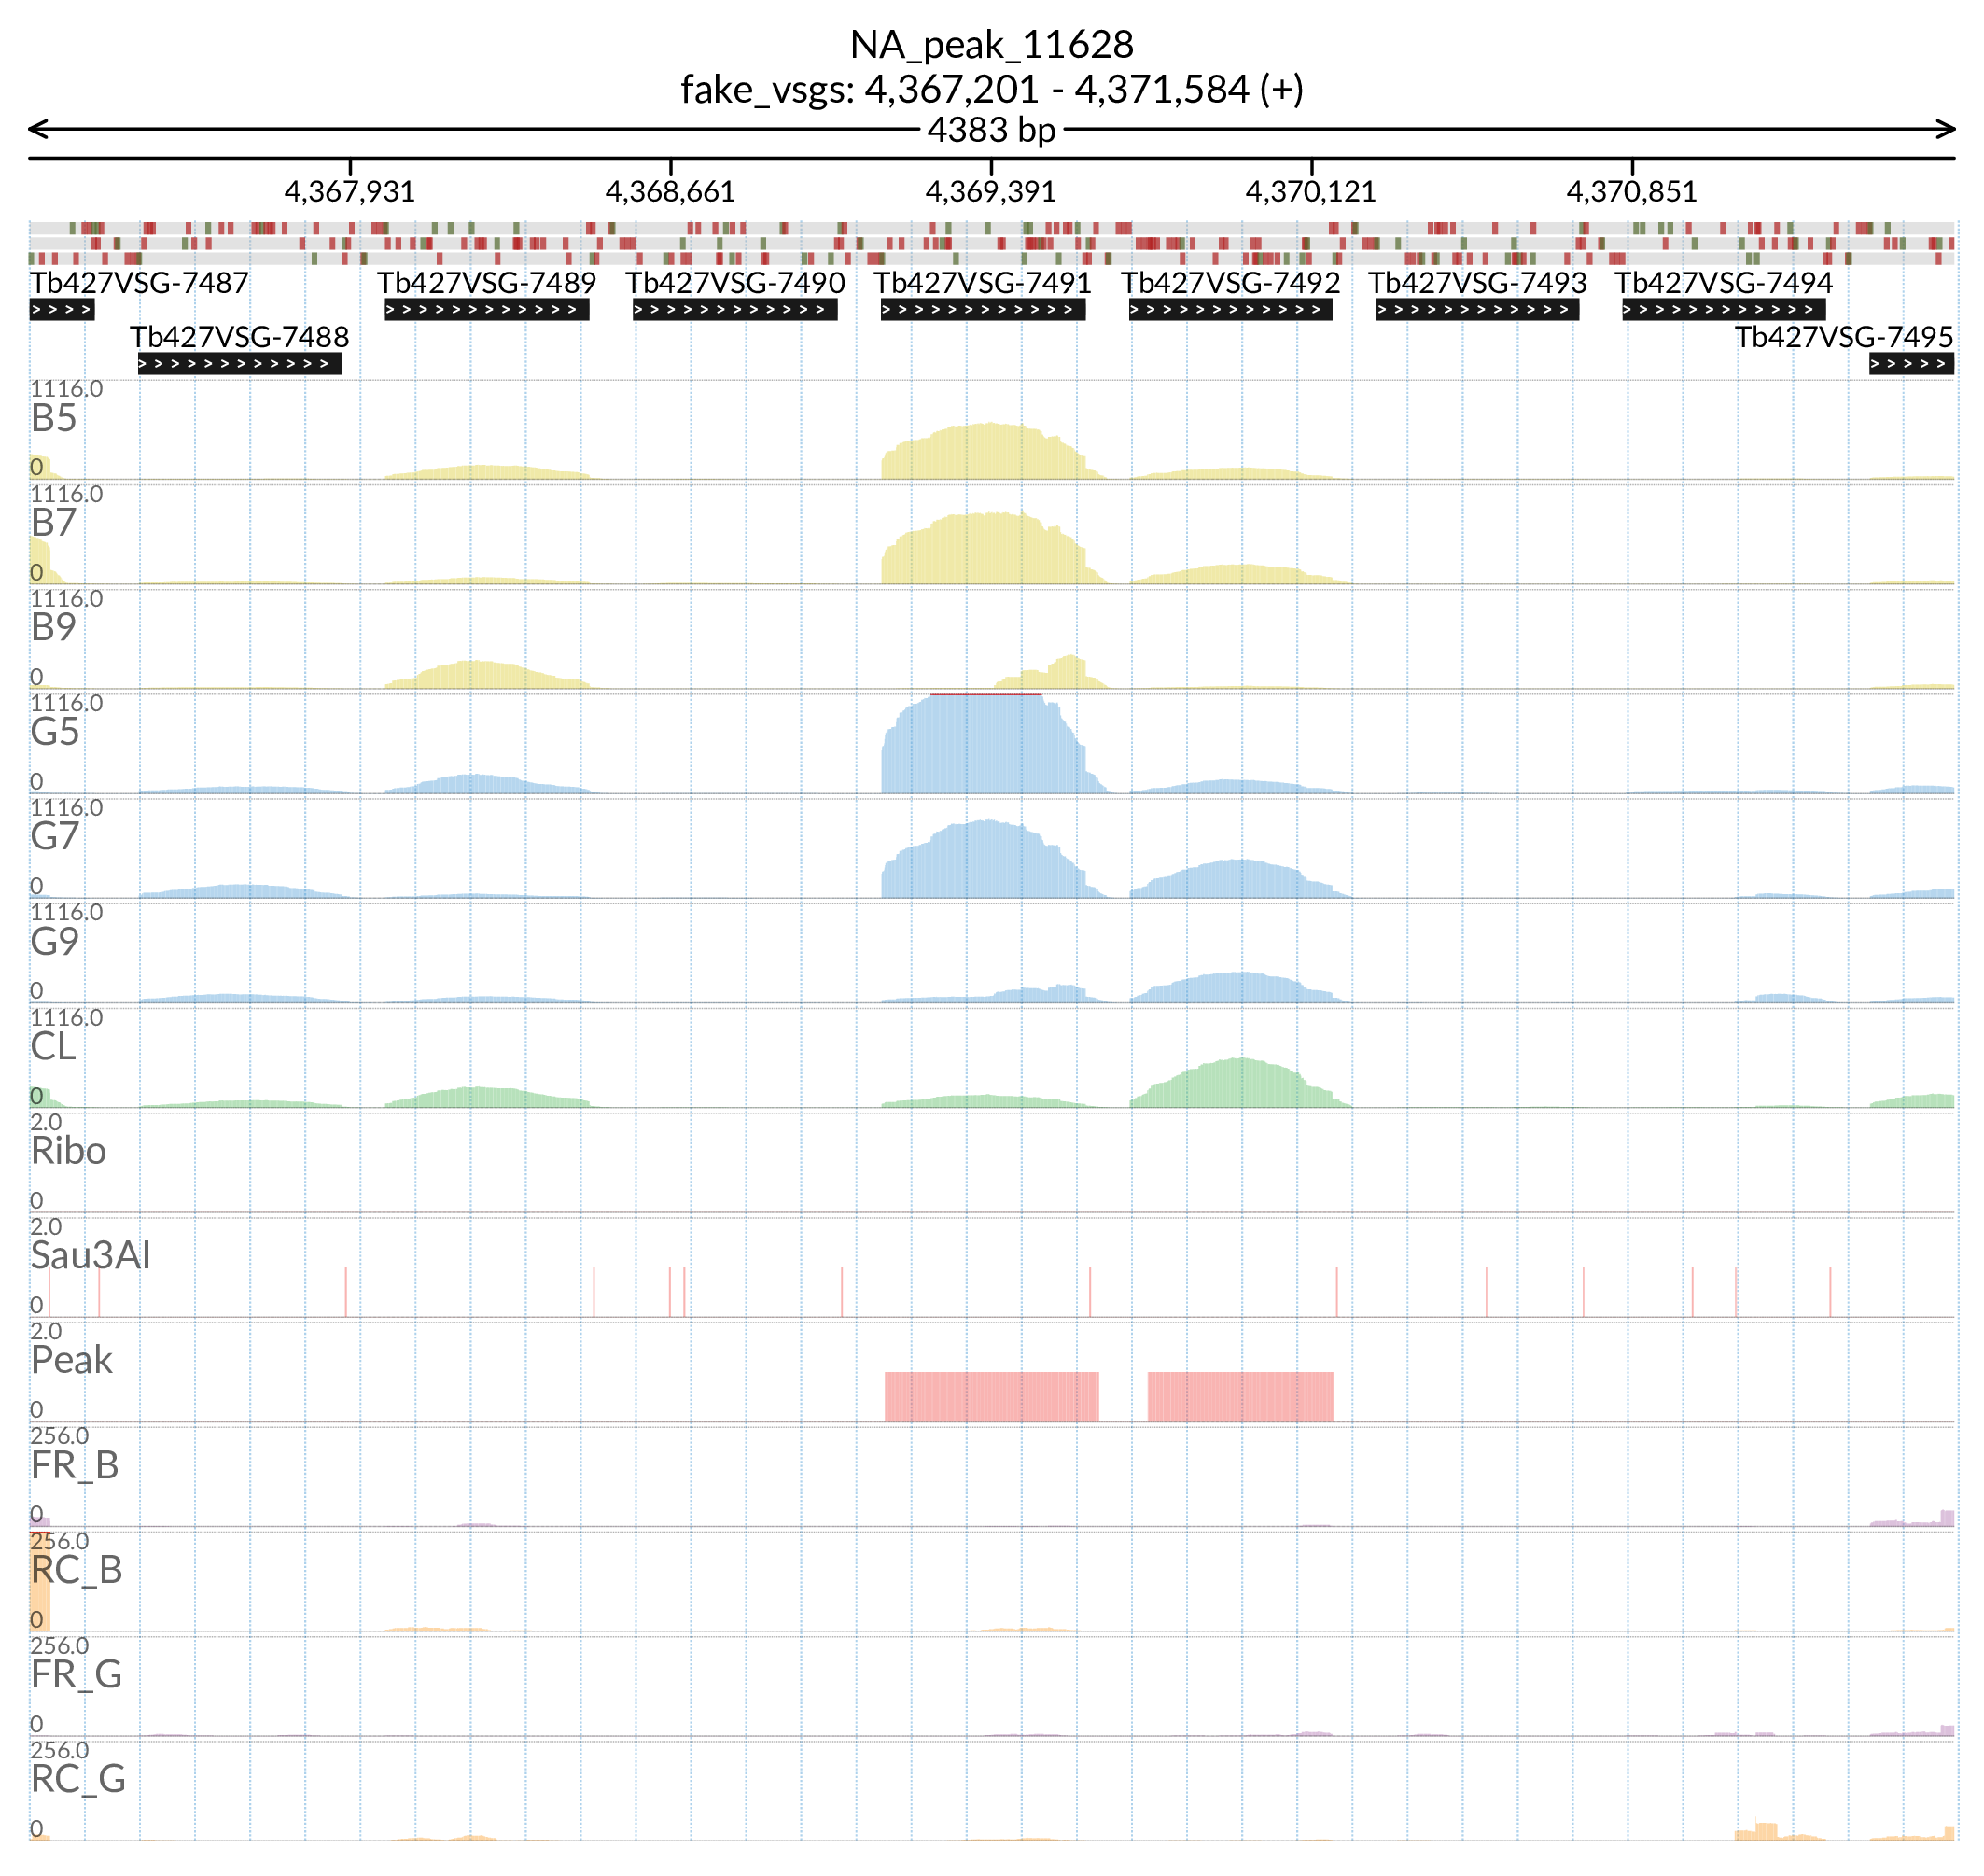 NA_peak_11628
fake_vsgs: 4,367,201 - 4,371,584 (+)
4383 bp
4,367,931 4,368,661 4,369,391 4,370,121 4,370,851
Tb427VSG-7487 Tb427VSG-7489 Tb427VSG-7490 Tb427VSG-7491 Tb427VSG-7492 Tb427VSG-7493 Tb427VSG-7494
Tb427VSG-7488 Tb427VSG-7495
1116.0
B5
0
1116.0
B7
0
1116.0
B9
0
1116.0
G5
0
1116.0
G7
0
1116.0
G9
0
1116.0
CL
0
2.0
Ribo
0
2.0
Sau3AI
0
2.0
Peak
0
256.0
FR_B
0
256.0
RC_B
0
256.0
FR_G
0
256.0
RC_G
0